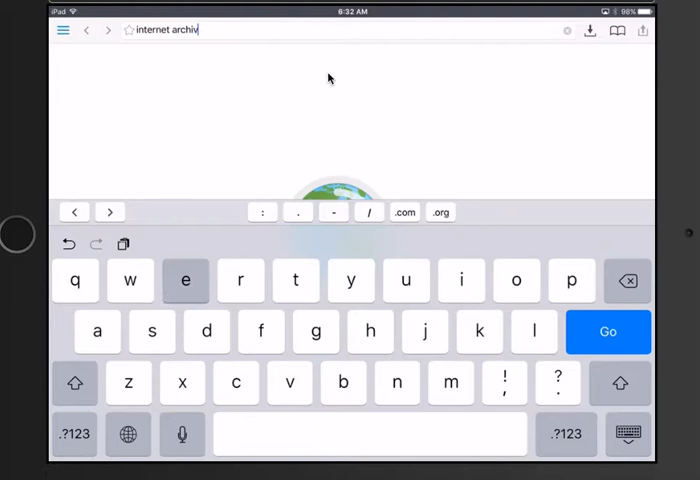 iPad 6:32 AM 98%
internet archiv
< > : . - / .com .org
q w e r t y u i o p
a s d f g h j k l Go
z x c v b n m ! , ? .
.?123 .?123